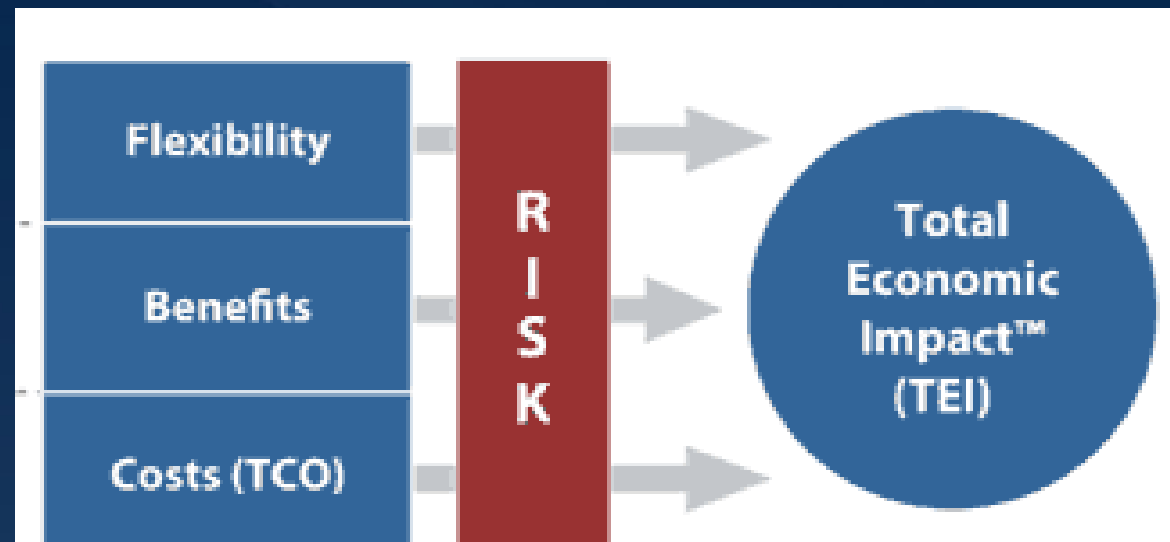 Flexibility
Benefits
Costs (TCO)
R
I
S
K
Total
Economic
Impact™
(TEI)